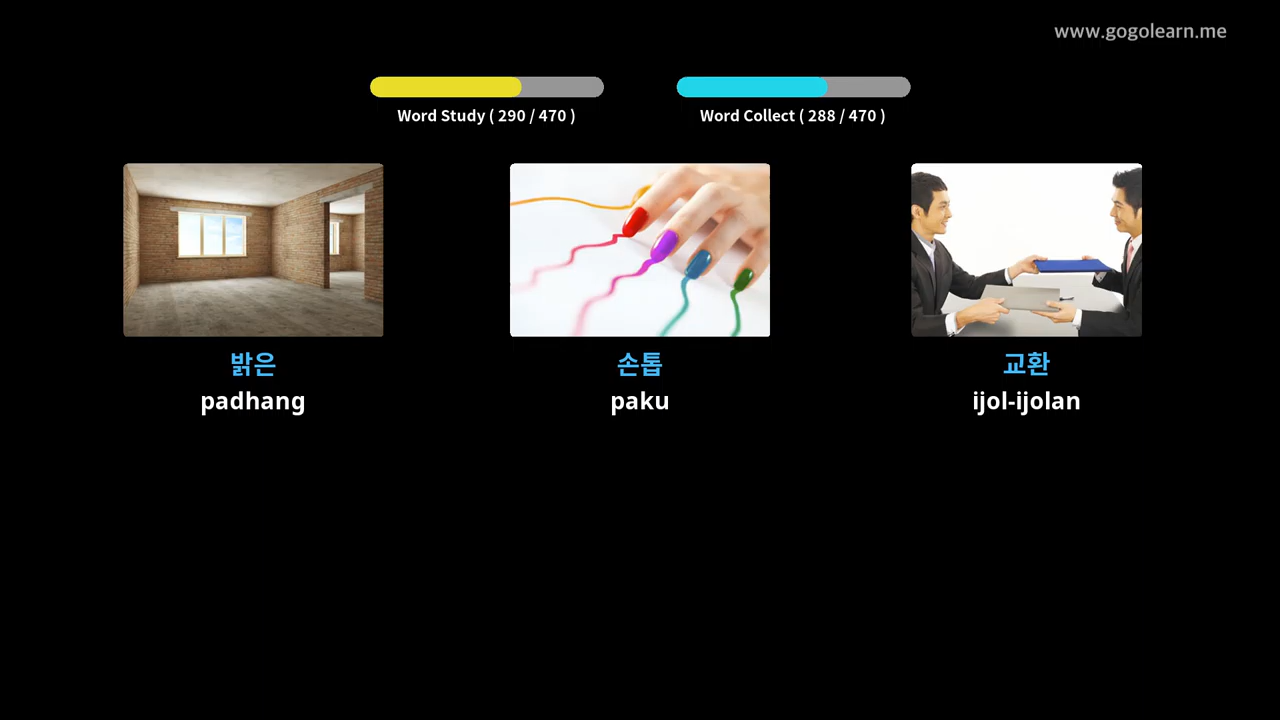 www.gogolearn.me
Word Study ( 290 / 470 )
Word Collect ( 288 / 470 )
밝은
padhang
손톱
paku
교환
ijol-ijolan